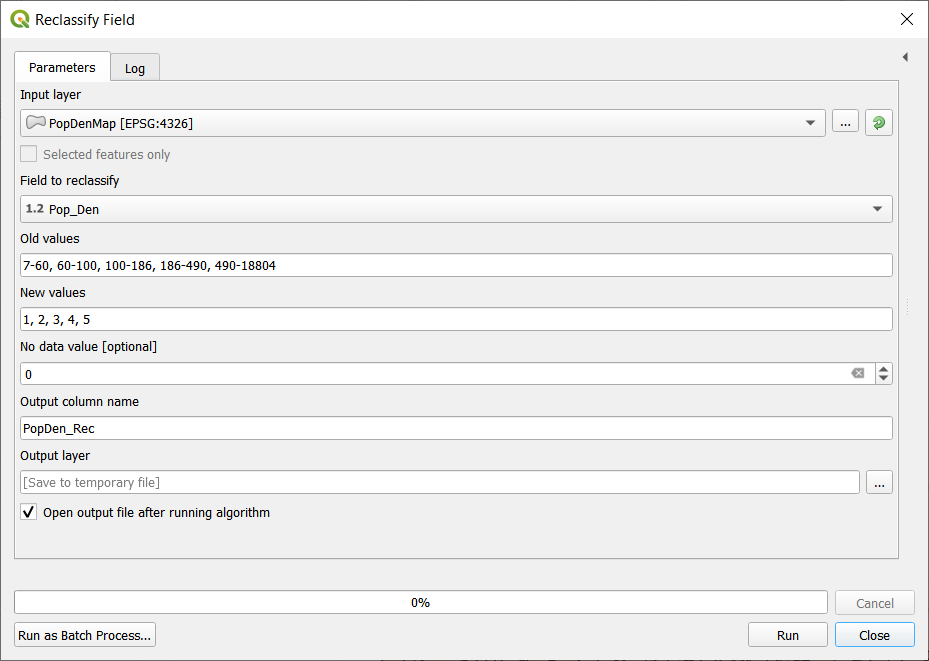 Reclassify Field
Parameters
Log
Input layer
PopDenMap [EPSG:4326]
...
Selected features only
Field to reclassify
1.2 Pop_Den
Old values
7-60, 60-100, 100-186, 186-490, 490-18804
New values
1, 2, 3, 4, 5
No data value [optional]
0
Output column name
PopDen_Rec
Output layer
[Save to temporary file]
...
Open output file after running algorithm
0%
Cancel
Run as Batch Process...
Run
Close